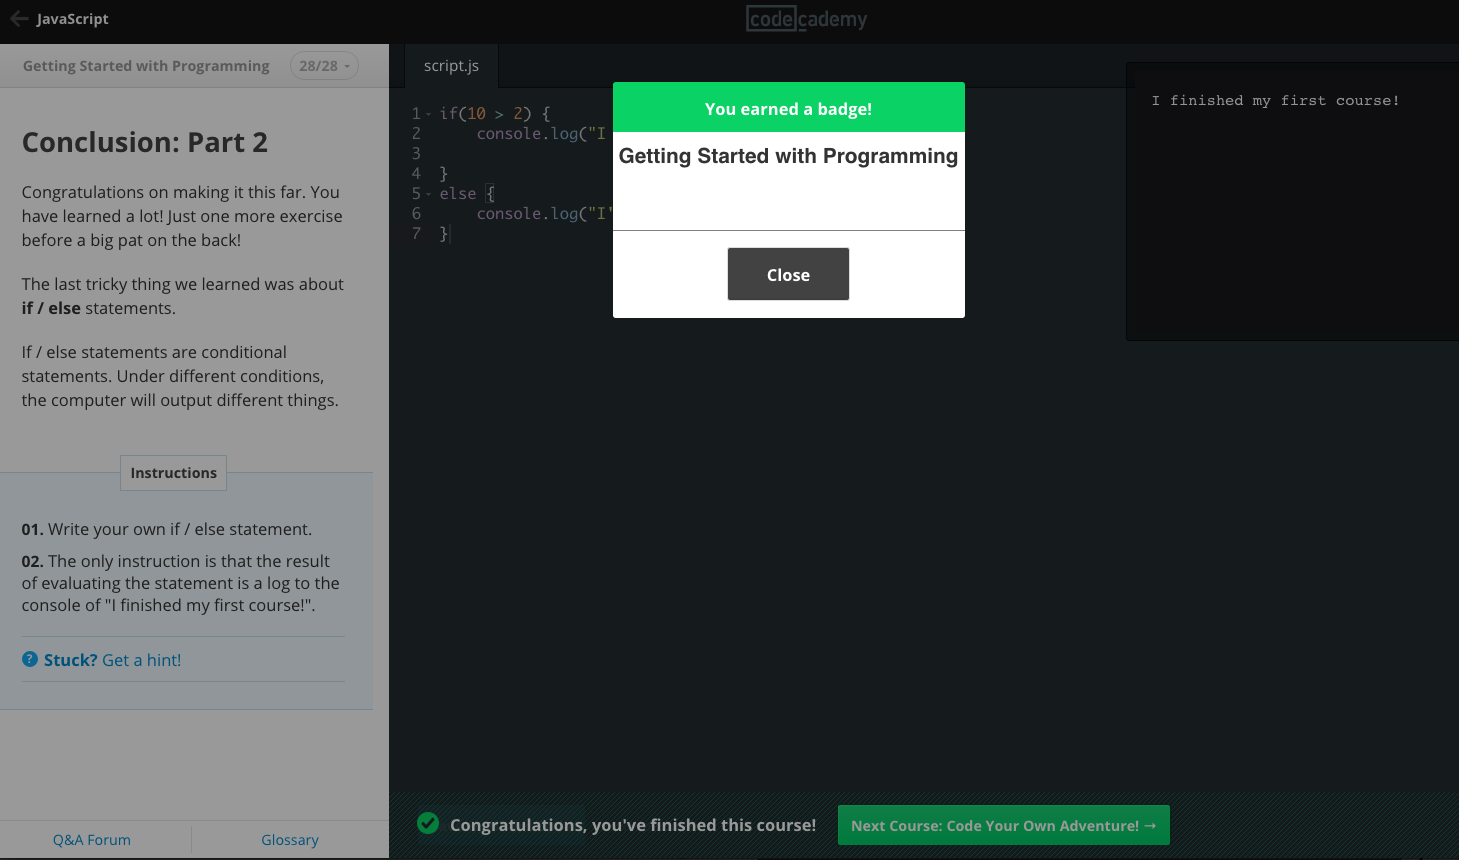 JavaScript
codecademy
Getting Started with Programming 28/28
Conclusion: Part 2
Congratulations on making it this far. You
have learned a lot! Just one more exercise
before a big pat on the back!
The last tricky thing we learned was about
if / else statements.
If / else statements are conditional
statements. Under different conditions,
the computer will output different things.
Instructions
01. Write your own if / else statement.
02. The only instruction is that the result
of evaluating the statement is a log to the
console of "I finished my first course!".
? Stuck? Get a hint!
Q&A Forum
Glossary
script.js
1 if(10 > 2) {
2 console.log("I
3
4 }
5 else {
6 console.log("I'
7 }
You earned a badge!
Getting Started with Programming
Close
I finished my first course!
Congratulations, you've finished this course!
Next Course: Code Your Own Adventure! →